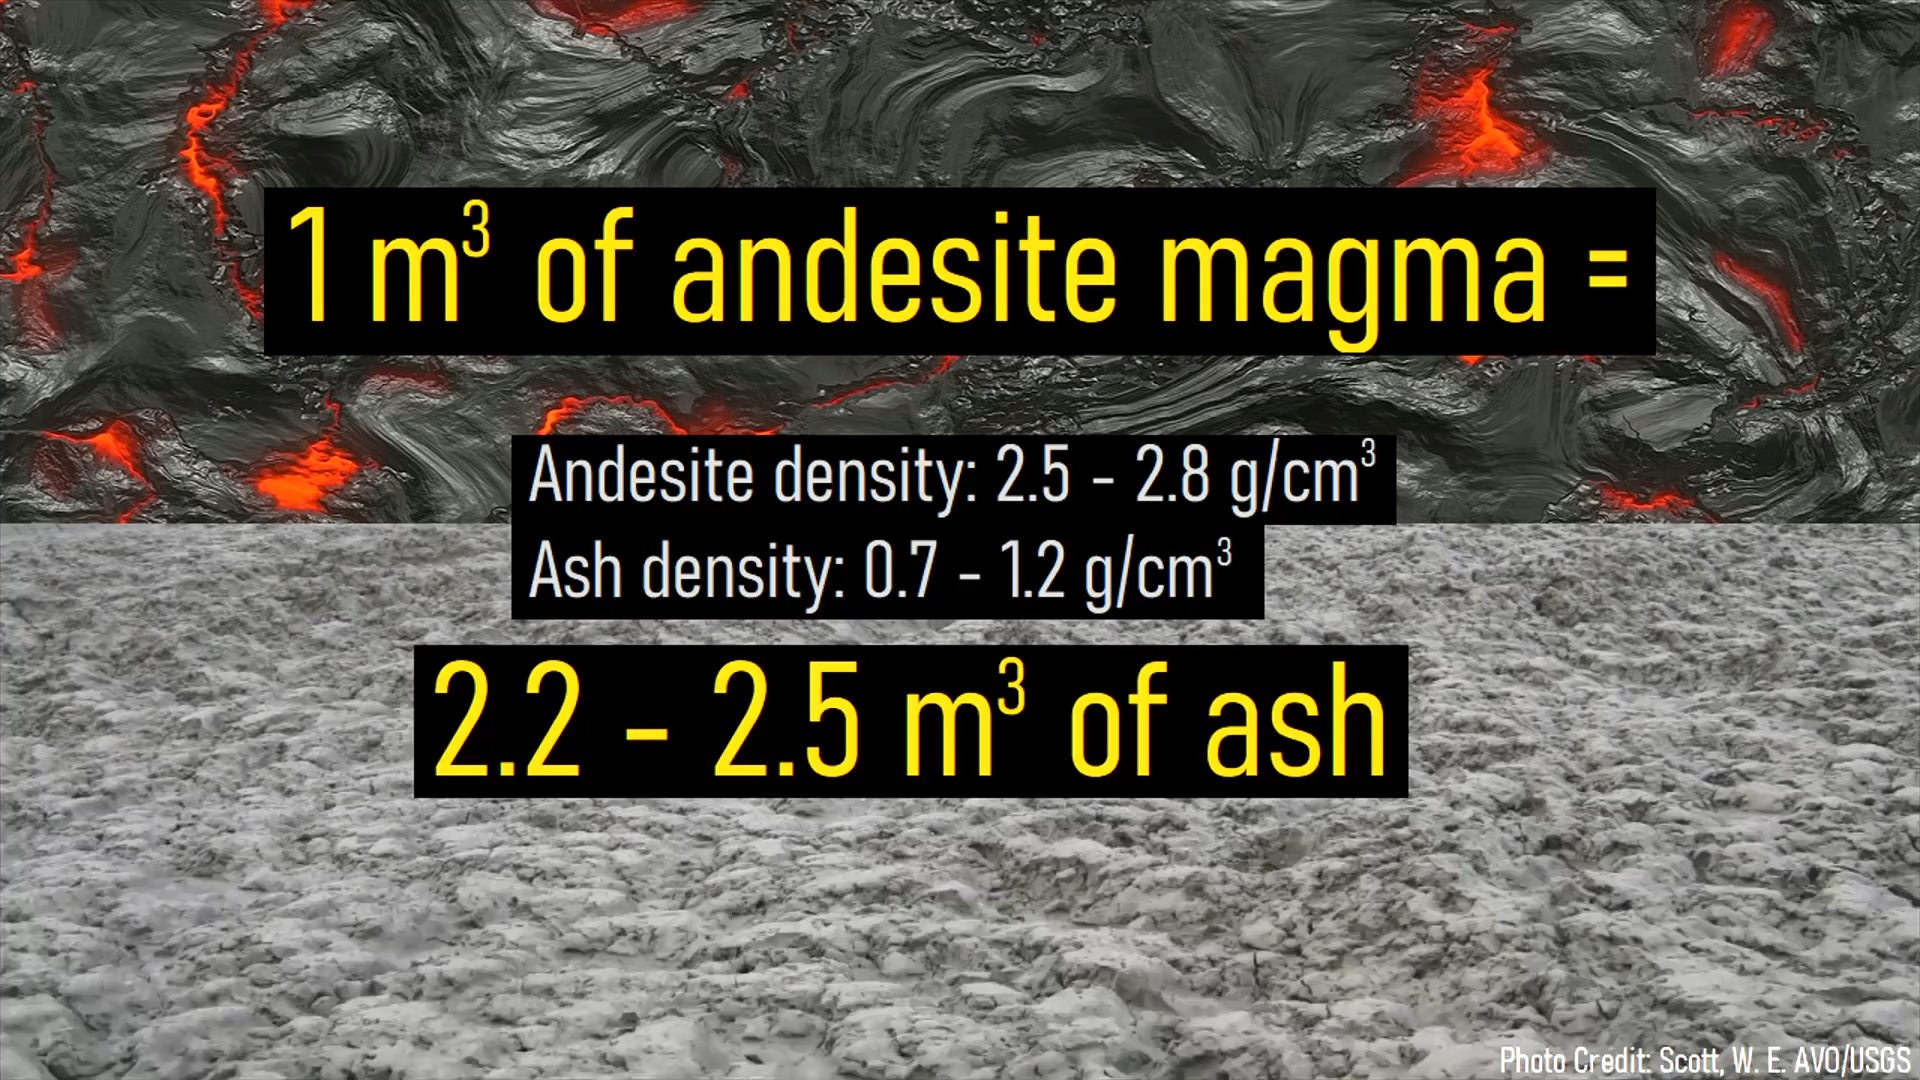 1 m³ of andesite magma =
Andesite density: 2.5 – 2.8 g/cm³
Ash density: 0.7 – 1.2 g/cm³
2.2 – 2.5 m³ of ash
Photo Credit: Scott, W. E. AVO/USGS